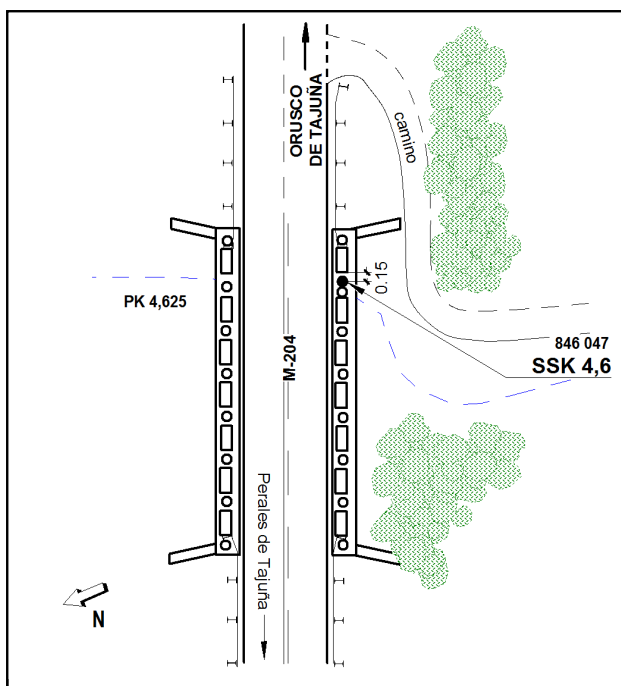 ORUSCO
DE TAJUÑA
camino
0.15
PK 4,625
M-204
846 047
SSK 4,6
Perales de Tajuña
N